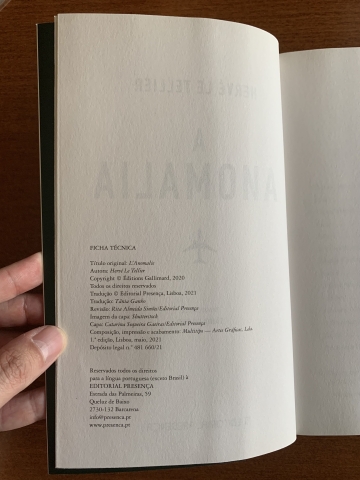 FICHA TÉCNICA
Título original: L'Anomalie
Autor: Hervé Le Tellier
Copyright © Éditions Gallimard, 2020
Todos os direitos reservados
Tradução © Editorial Presença, Lisboa, 2021
Tradução: Tânia Ganho
Revisão: Rita Almeida Simões/Editorial Presença
Imagens da capa: Shutterstock
Capa: Catarina Sequeira Gaeiras/Editorial Presença
Composição, impressão e acabamento: Multitipo — Artes Gráficas, Lda.
1.ª edição, Lisboa, maio, 2021
Depósito legal n.º 481 660/21
Reservados todos os direitos
para a língua portuguesa (exceto Brasil) à
EDITORIAL PRESENÇA
Estrada das Palmeiras, 59
Queluz de Baixo
2730-132 Barcarena
info@presenca.pt
www.presenca.pt
HERVÉ LE TELLIER
A
ANOMALIA